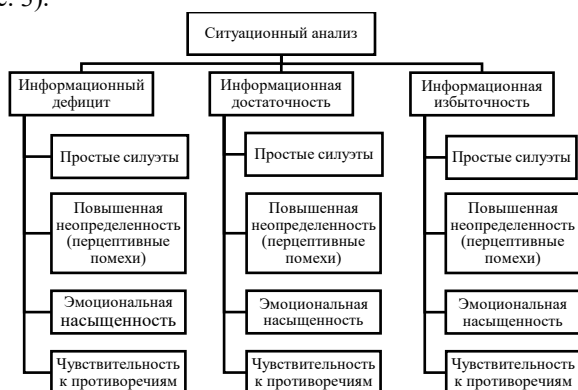 с. 3).
Ситуационный анализ
Информационный
дефицит
Простые силуэты
Повышенная
неопределенность
(перцептивные
помехи)
Эмоциональная
насыщенность
Чувствительность
к противоречиям
Информационная
достаточность
Простые силуэты
Повышенная
неопределенность
(перцептивные
помехи)
Эмоциональная
насыщенность
Чувствительность
к противоречиям
Информационная
избыточность
Простые силуэты
Повышенная
неопределенность
(перцептивные
помехи)
Эмоциональная
насыщенность
Чувствительность
к противоречиям